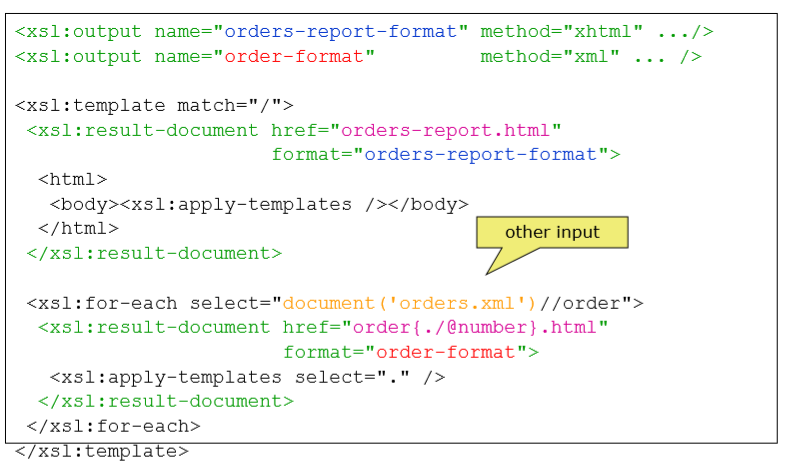 <xsl:output name="orders-report-format" method="xhtml" .../>
<xsl:output name="order-format"         method="xml" ... />
<xsl:template match="/">
 <xsl:result-document href="orders-report.html"
                      format="orders-report-format">
  <html>
   <body><xsl:apply-templates /></body>
  </html>
other input
 </xsl:result-document>
 <xsl:for-each select="document('orders.xml')//order">
  <xsl:result-document href="order{./@number}.html"
                       format="order-format">
   <xsl:apply-templates select="." />
  </xsl:result-document>
 </xsl:for-each>
</xsl:template>